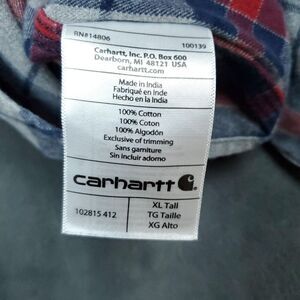 RN#14806 100139
Carhartt, Inc. P.O. Box 600
Dearborn, MI 48121 USA
carhartt.com
Made in India
Fabriqué en Inde
Hecho en la India
100% Cotton
100% Coton
100% Algodón
Exclusive of trimming
Sans garniture
Sin incluir adorno
carhartt
102815 412
XL Tall
TG Taille
XG Alto